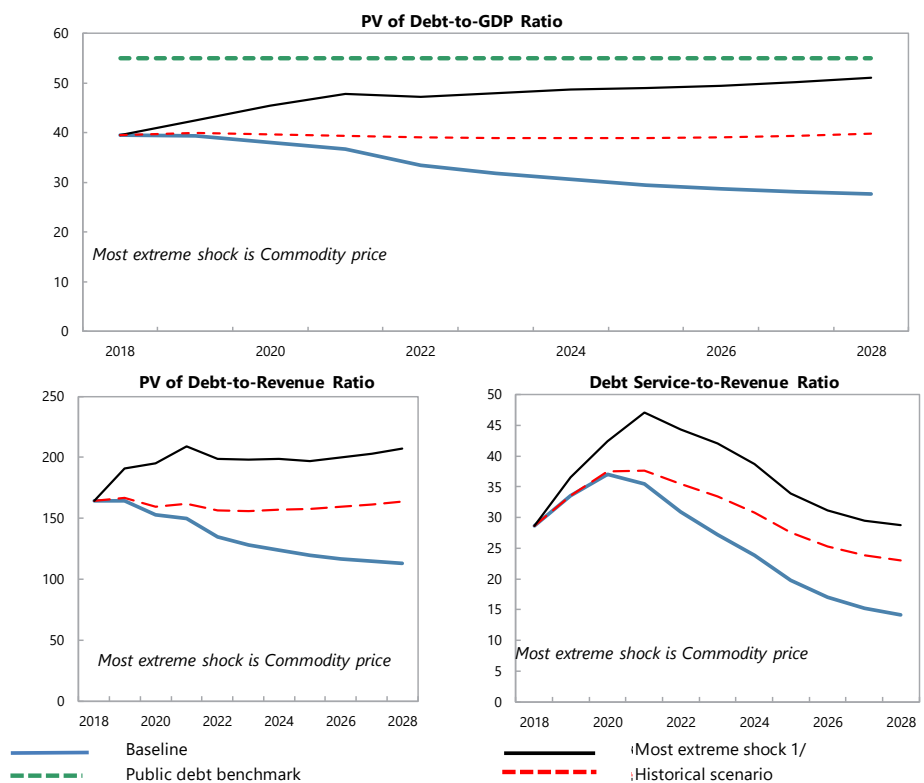 PV of Debt-to-GDP Ratio
60
50
40
30
20
10
0
Most extreme shock is Commodity price
2018 2020 2022 2024 2026 2028
PV of Debt-to-Revenue Ratio
250
200
150
100
50
0
Most extreme shock is Commodity price
2018 2020 2022 2024 2026 2028
Debt Service-to-Revenue Ratio
50
45
40
35
30
25
20
15
10
5
0
Most extreme shock is Commodity price
2018 2020 2022 2024 2026 2028
Baseline
Most extreme shock 1/
Public debt benchmark
Historical scenario